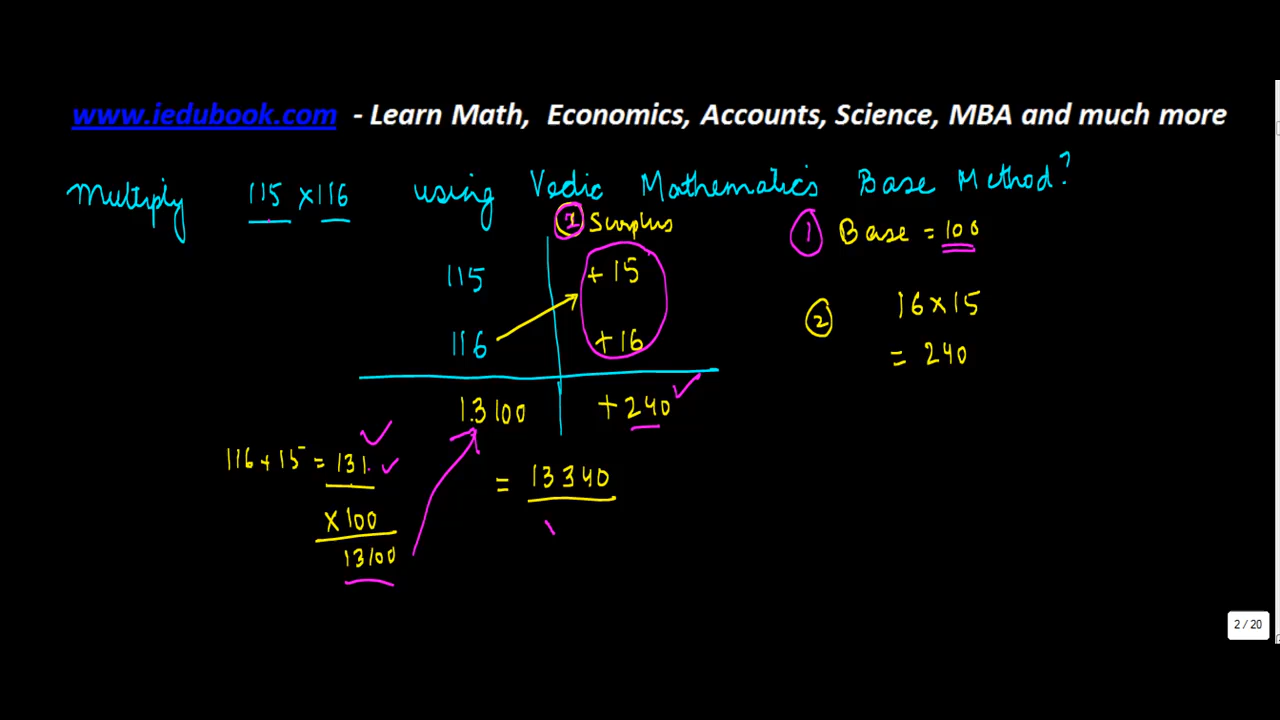 www.iedubook.com - Learn Math, Economics, Accounts, Science, MBA and much more
Multiply 115 × 116 using Vedic Mathematics Base Method?
1 Surplus
1 Base = 100
115 + 15
116 + 16
2 16 × 15
= 240
13100 + 240
116 + 15 = 131
× 100
13100
= 13340
2 / 20